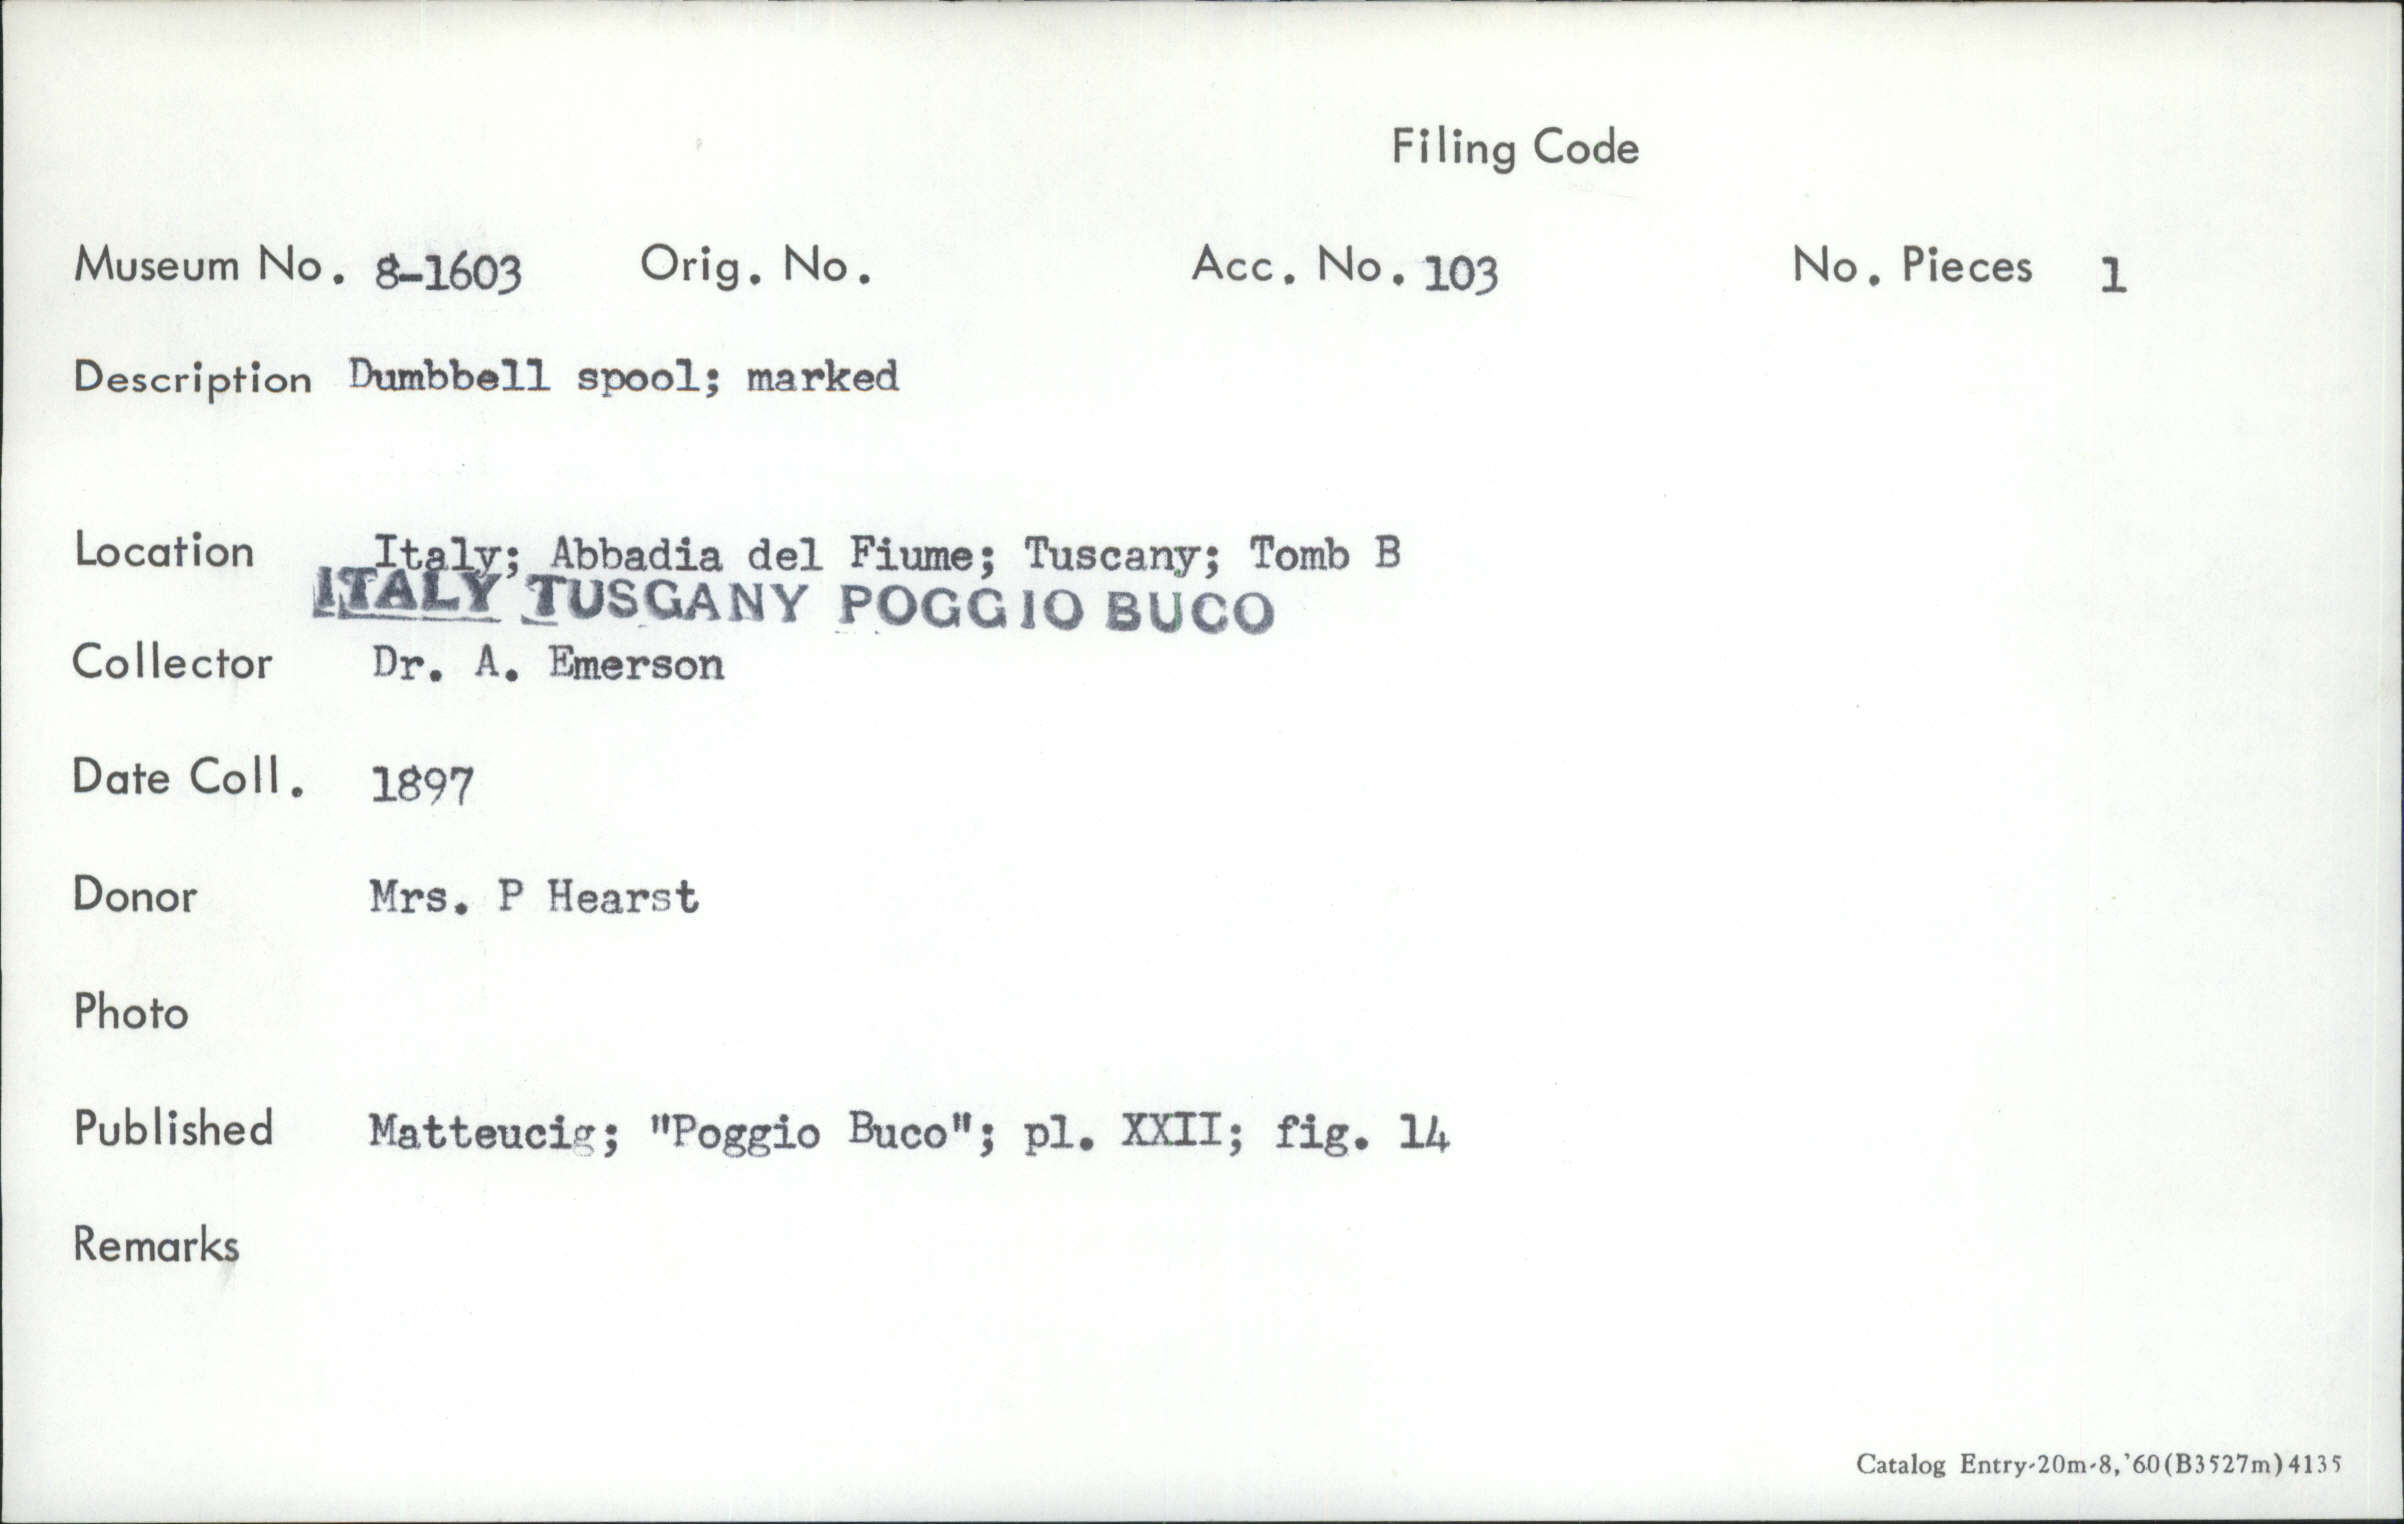 Filing Code
Museum No. 8-1603 Orig. No. Acc. No. 103 No. Pieces 1
Description Dumbbell spool; marked
Location Italy; Abbadia del Fiume; Tuscany; Tomb B
ITALY TUSCANY POGGIO BUCO
Collector Dr. A. Emerson
Date Coll. 1897
Donor Mrs. P Hearst
Photo
Published Matteucig; "Poggio Buco"; pl. XXII; fig. 14
Remarks
Catalog Entry-20m-8,'60(B3527m)4135